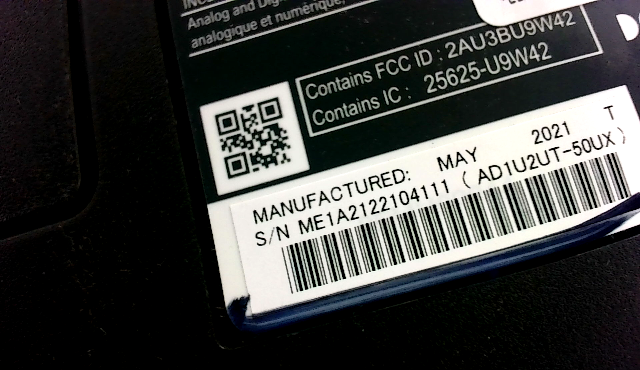 Analog and Dig
analogique et numérique,
Contains FCC ID : 2AU3BU9W42
Contains IC : 25625-U9W42
MANUFACTURED: MAY 2021 T
S/N ME1A2122104111 ( AD1U2UT-50UX )